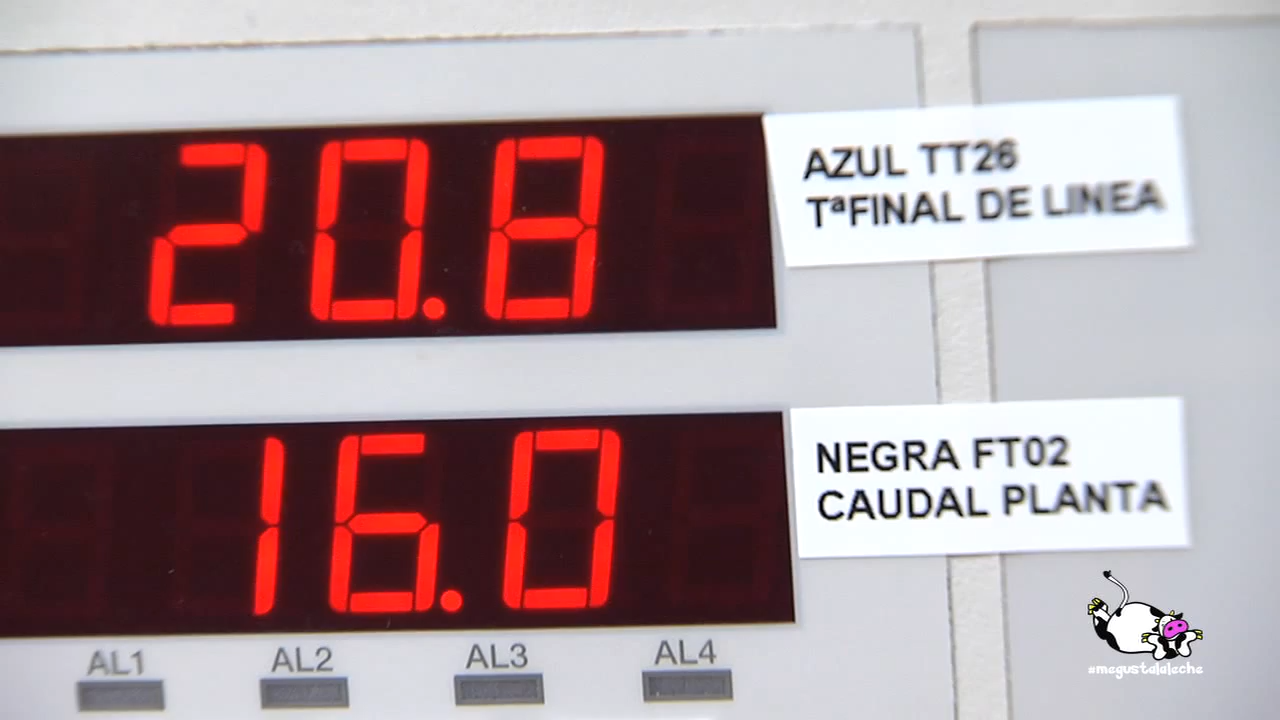 20.8
AZUL TT26
TªFINAL DE LINEA
16.0
NEGRA FT02
CAUDAL PLANTA
AL1 AL2 AL3 AL4
#megustalaleche